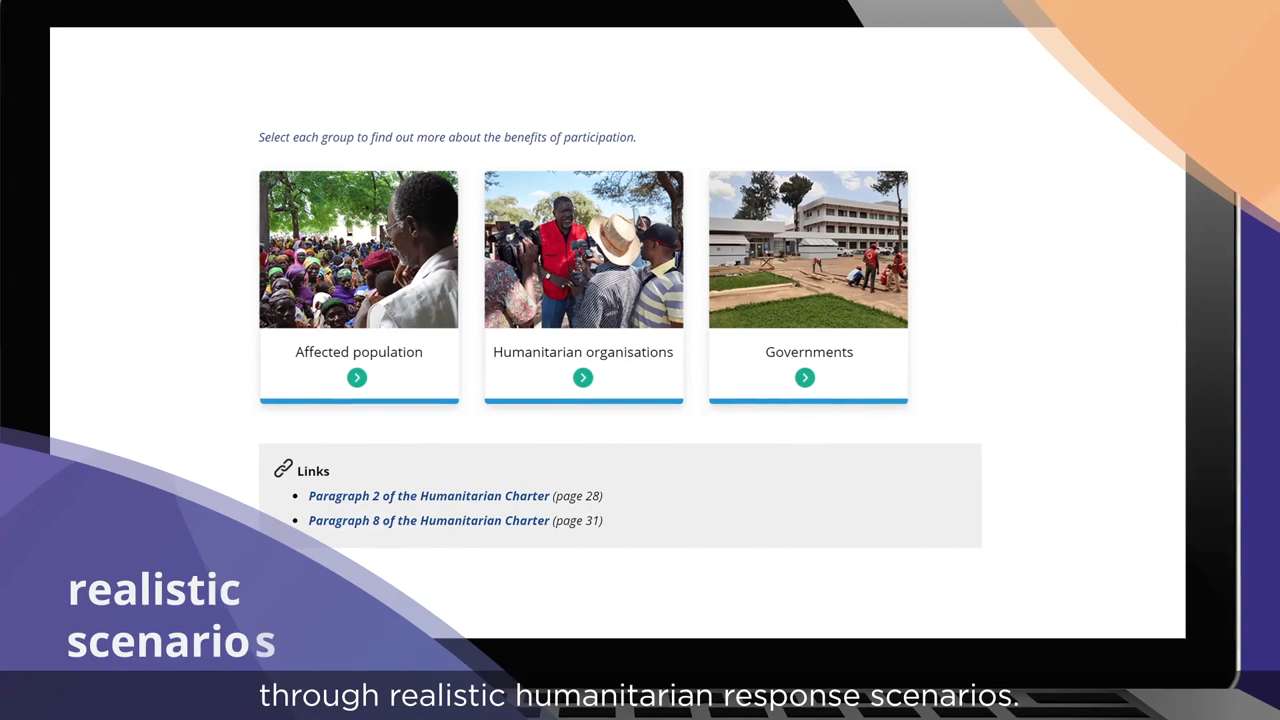 Select each group to find out more about the benefits of participation.
Affected population
Humanitarian organisations
Governments
Links
Paragraph 2 of the Humanitarian Charter (page 28)
Paragraph 8 of the Humanitarian Charter (page 31)
realistic
scenarios
through realistic humanitarian response scenarios.